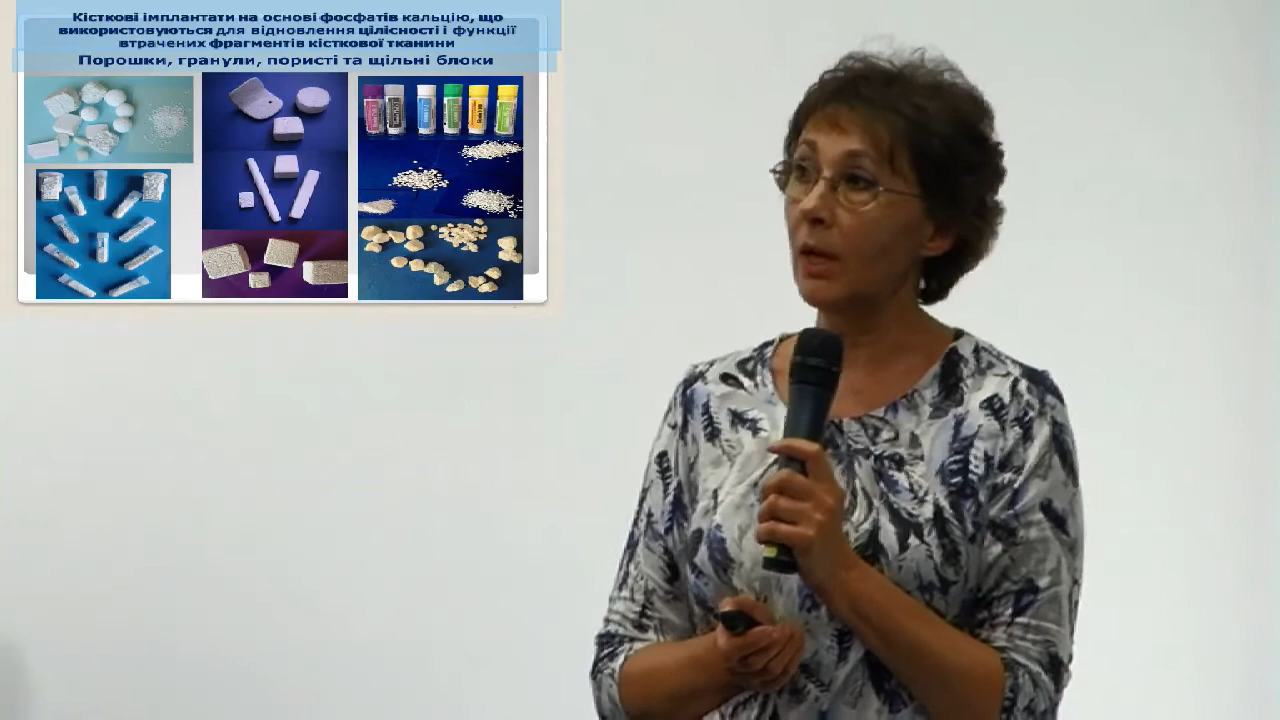 Кісткові імплантати на основі фосфатів кальцію, що
використовуються для відновлення цілісності і функції
втрачених фрагментів кісткової тканини
Порошки, гранули, пористі та щільні блоки